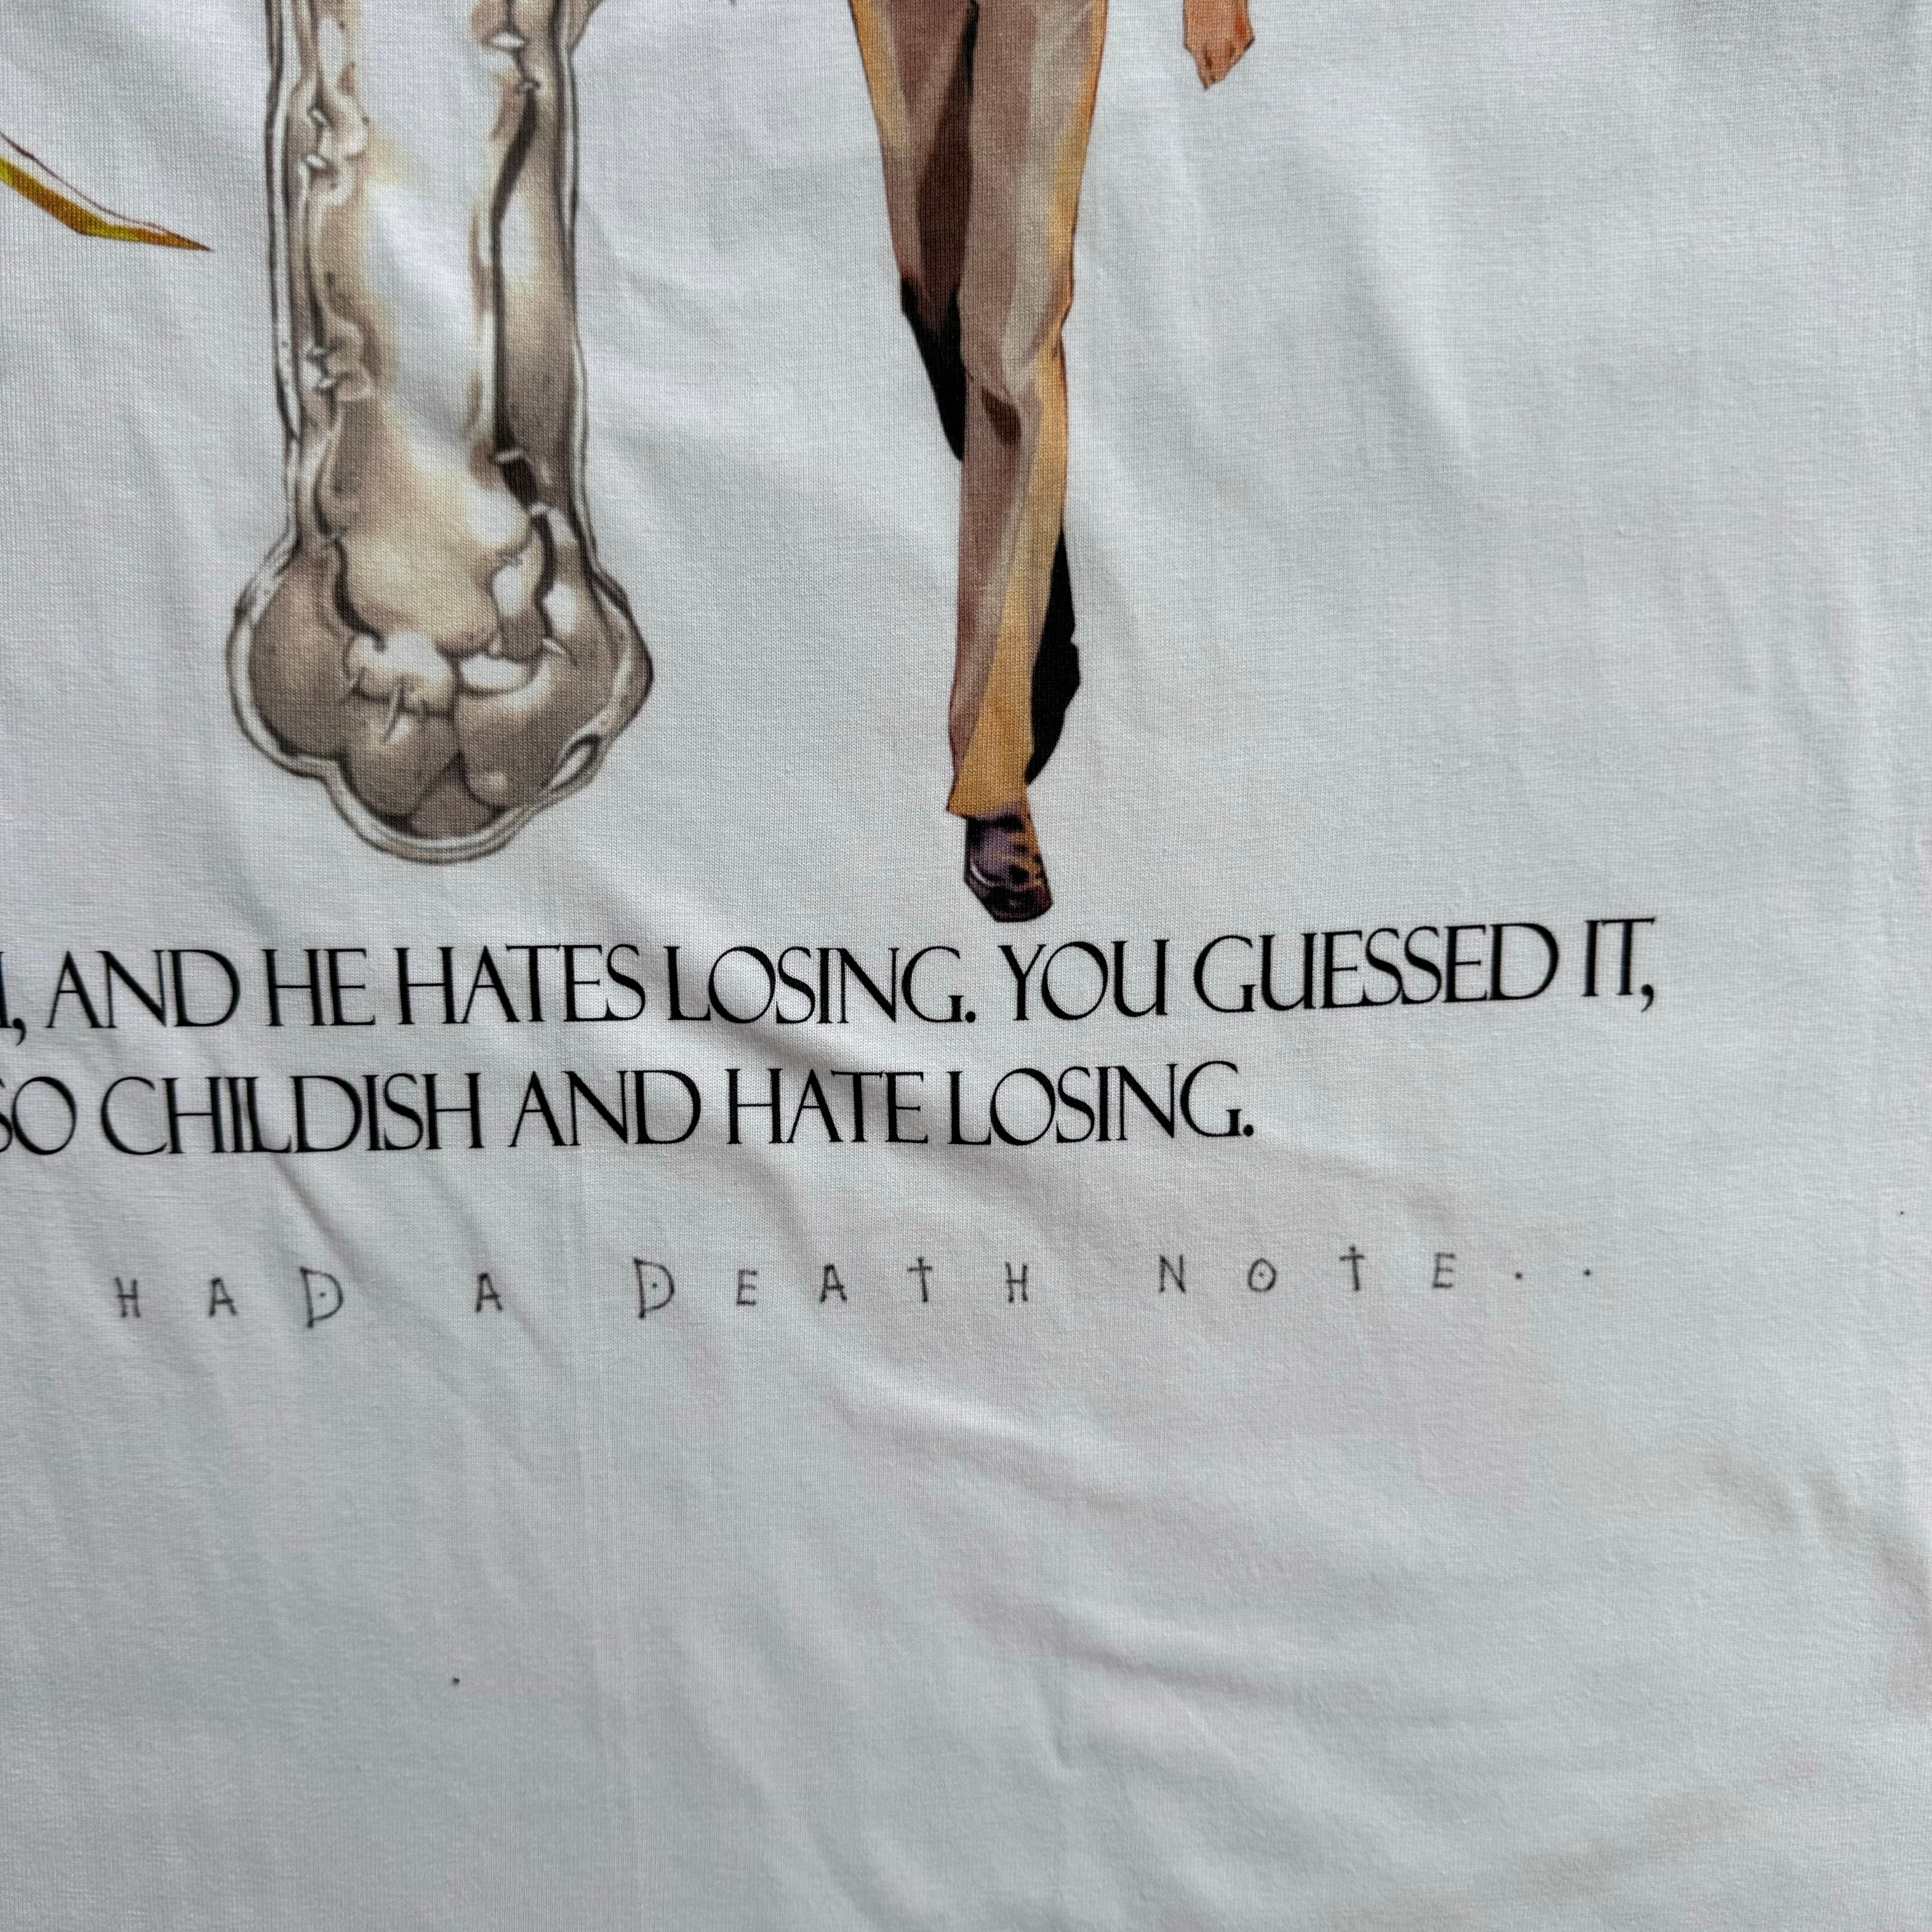 , AND HE HATES LOSING. YOU GUESSED IT,
SO CHILDISH AND HATE LOSING.
HAD A DEATH NOTE..